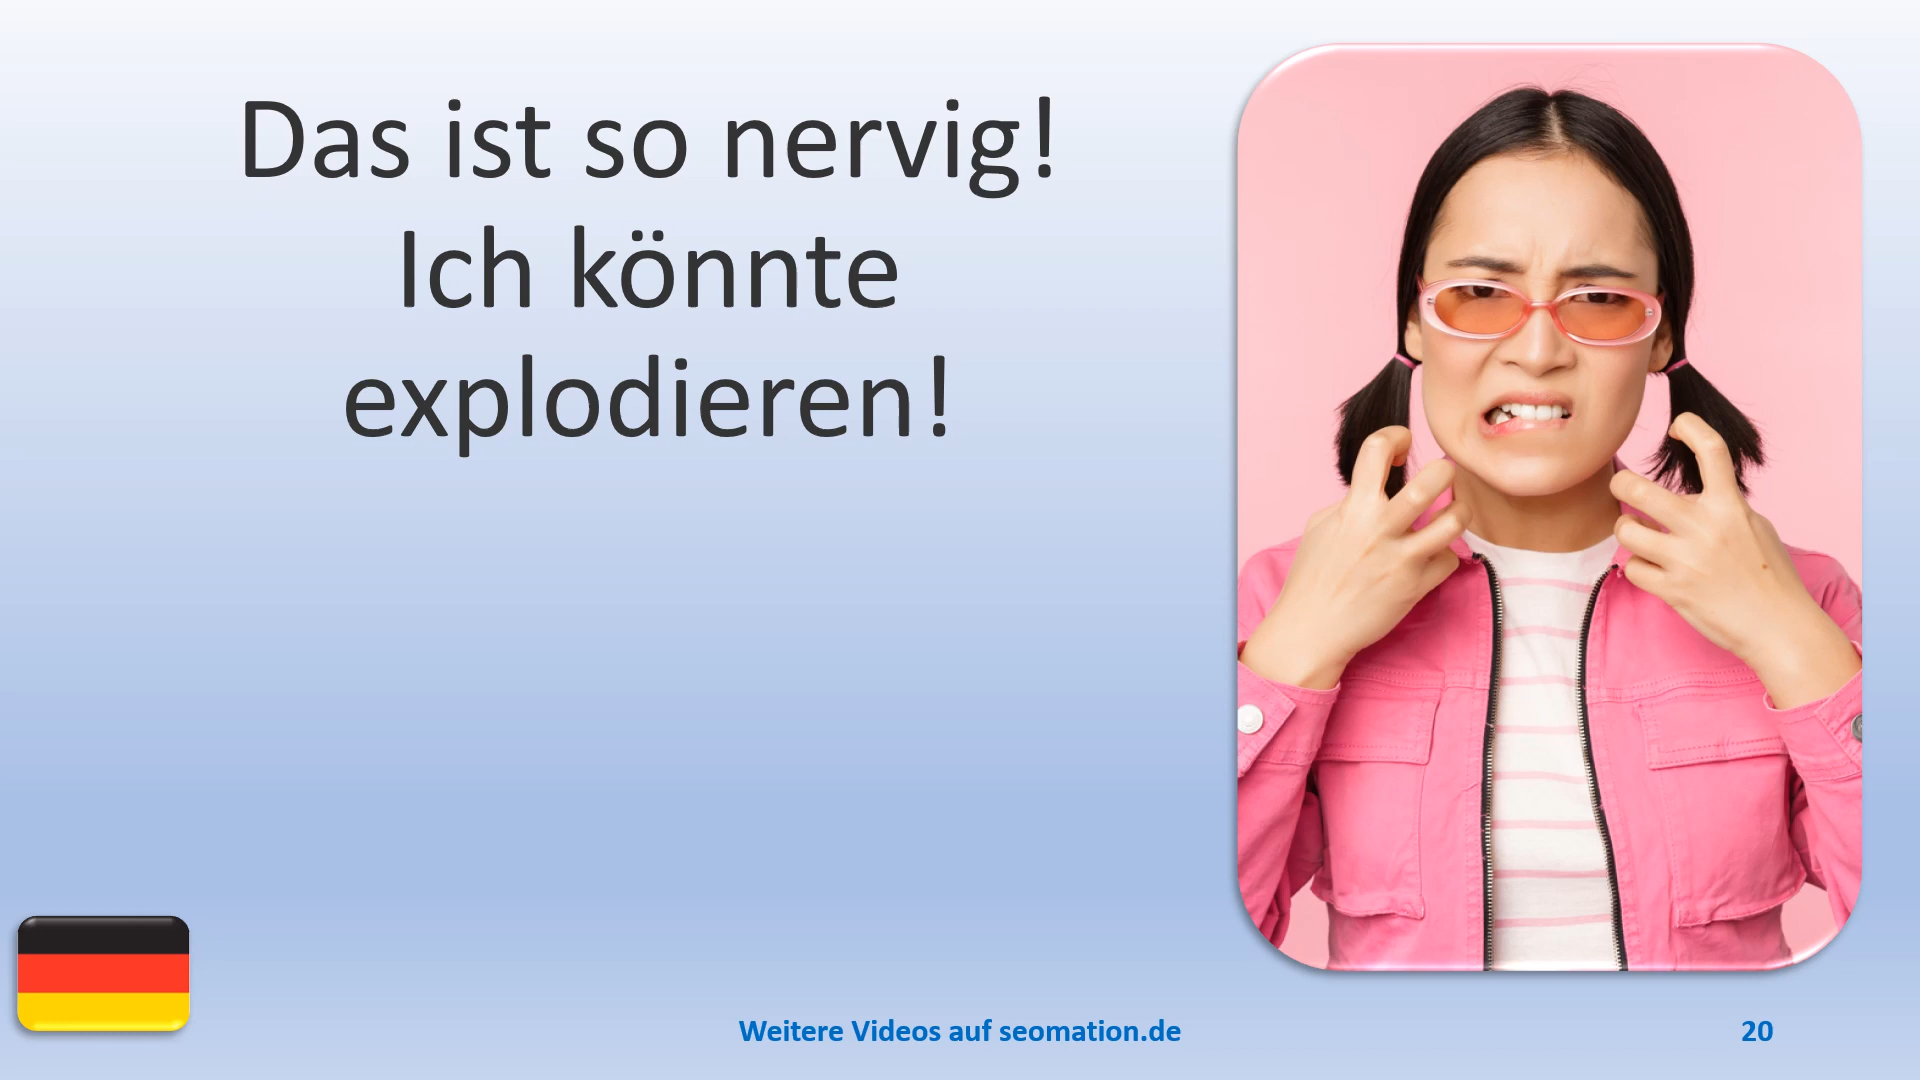 Das ist so nervig!
Ich könnte
explodieren!
Weitere Videos auf seomation.de
20